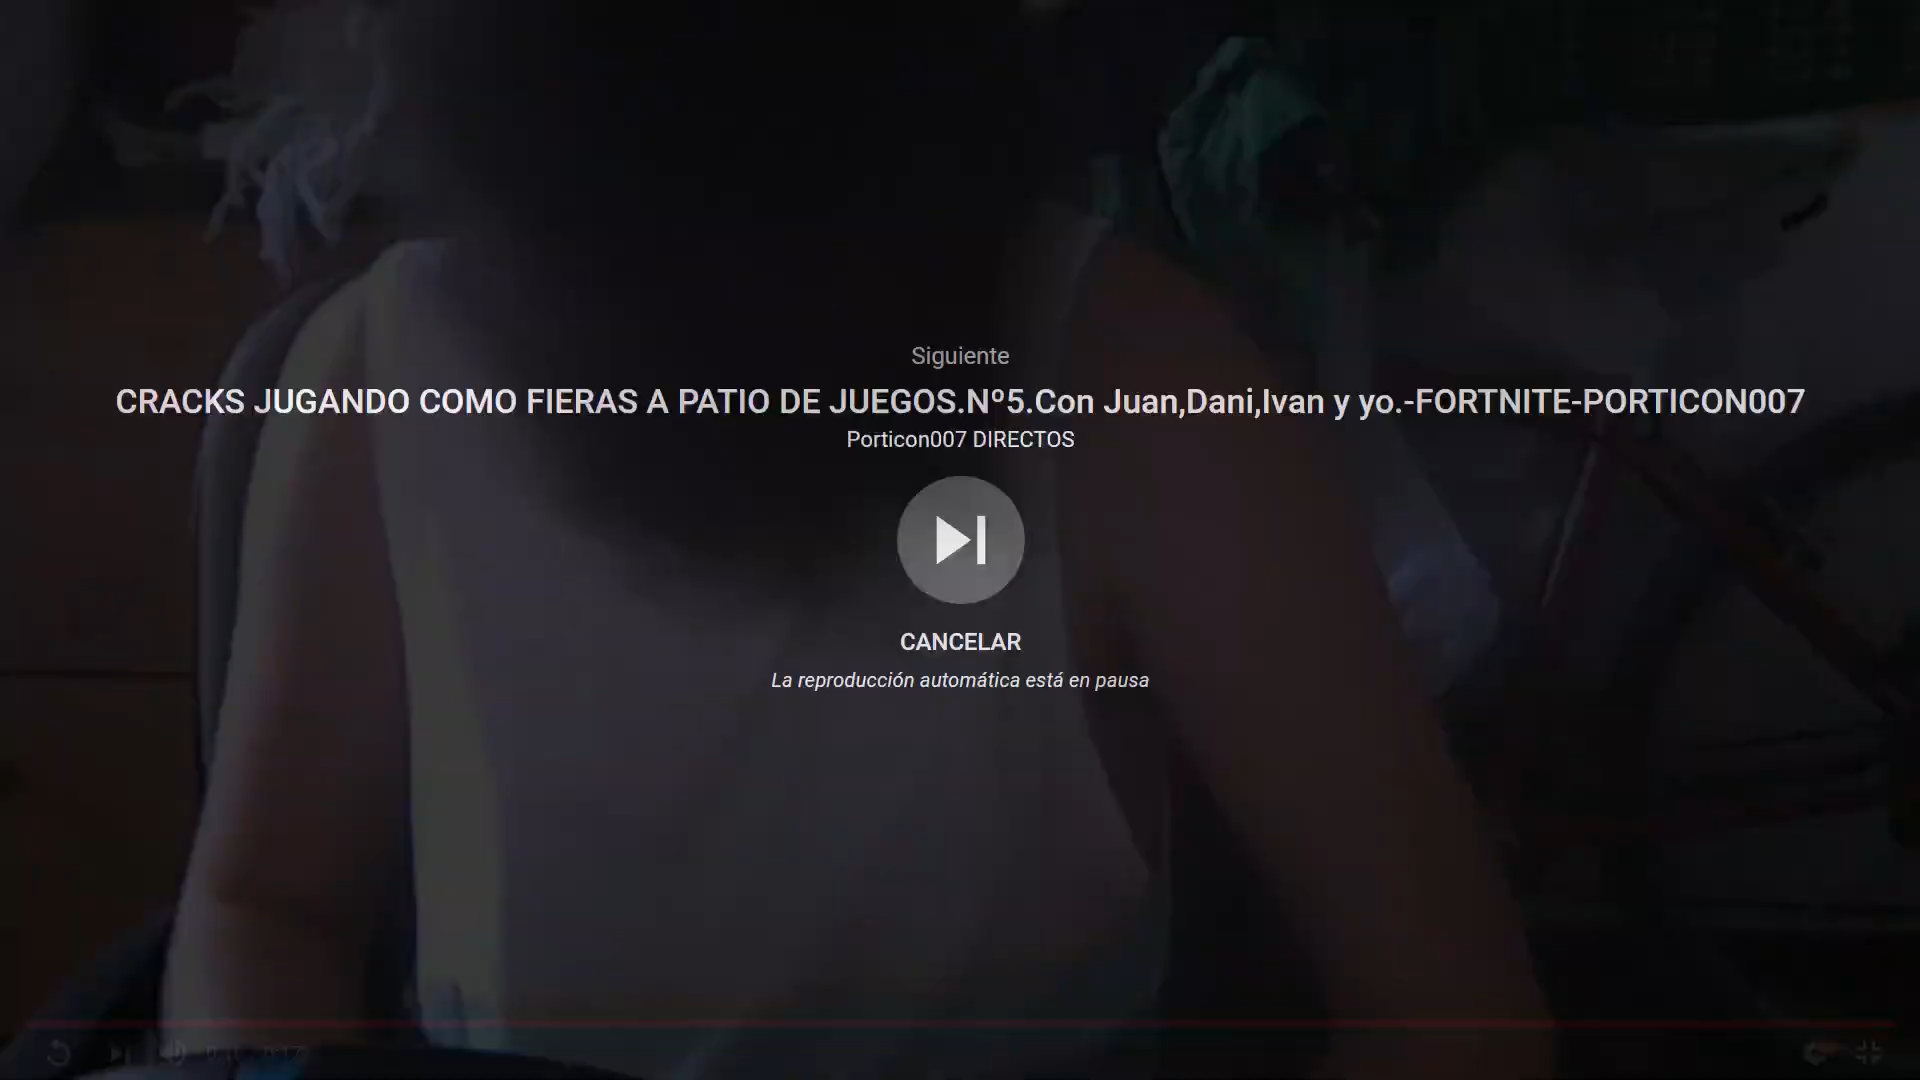 Siguiente
CRACKS JUGANDO COMO FIERAS A PATIO DE JUEGOS.Nº5.Con Juan,Dani,Ivan y yo.-FORTNITE-PORTICON007
Porticon007 DIRECTOS
CANCELAR
La reproducción automática está en pausa